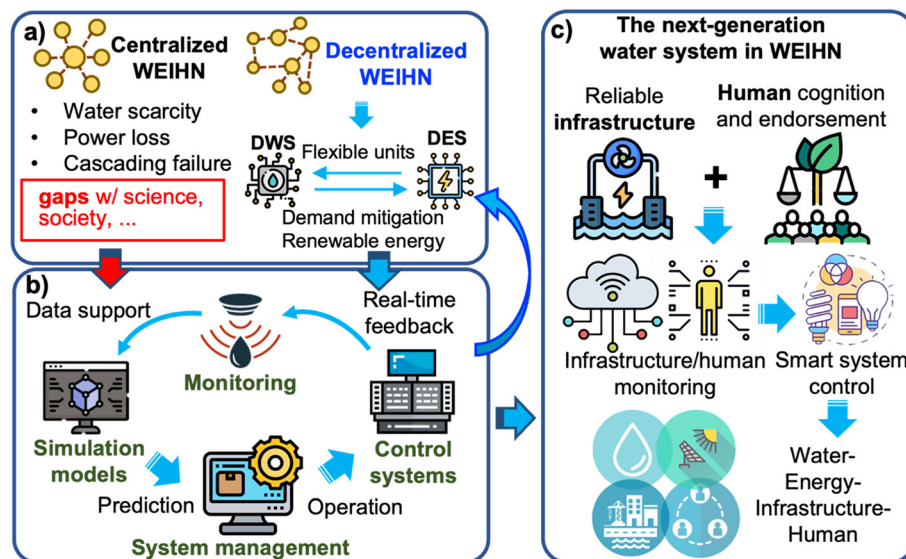 a)
Centralized
WEIHN
Decentralized
WEIHN
• Water scarcity
• Power loss
• Cascading failure
gaps w/ science,
society, ...
DWS
Flexible units
DES
Demand mitigation
Renewable energy
b)
Data support
Real-time
feedback
Monitoring
Simulation
models
Control
systems
Prediction
Operation
System management
c)
The next-generation
water system in WEIHN
Reliable
infrastructure
+
Human cognition
and endorsement
Infrastructure/human
monitoring
Smart system
control
Water-
Energy-
Infrastructure-
Human